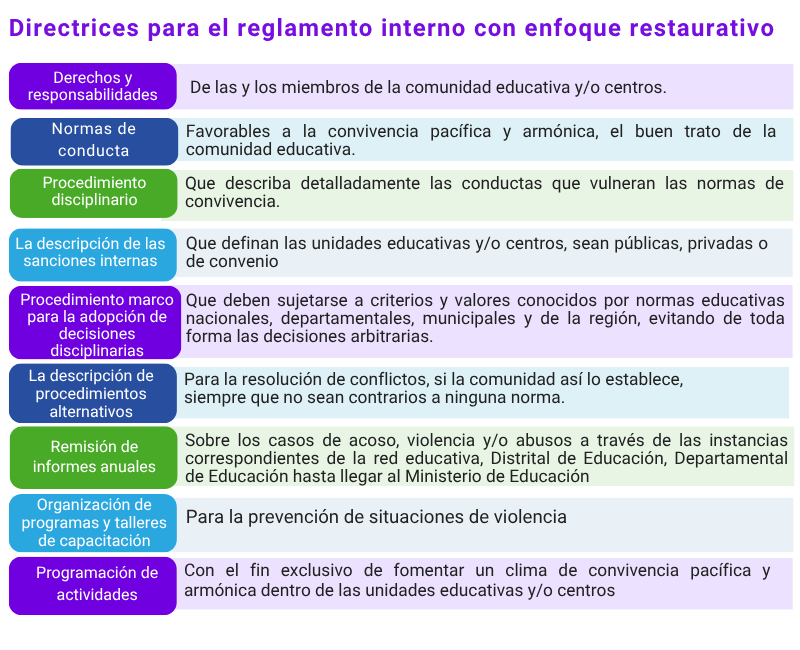 Directrices para el reglamento interno con enfoque restaurativo
Derechos y
responsabilidades
De las y los miembros de la comunidad educativa y/o centros.
Normas de
conducta
Favorables a la convivencia pacífica y armónica, el buen trato de la
comunidad educativa.
Procedimiento
disciplinario
Que describa detalladamente las conductas que vulneran las normas de
convivencia.
La descripción de las
sanciones internas
Que definan las unidades educativas y/o centros, sean públicas, privadas o
de convenio
Procedimiento marco
para la adopción de
decisiones
disciplinarias
Que deben sujetarse a criterios y valores conocidos por normas educativas
nacionales, departamentales, municipales y de la región, evitando de toda
forma las decisiones arbitrarias.
La descripción de
procedimientos
alternativos
Para la resolución de conflictos, si la comunidad así lo establece,
siempre que no sean contrarios a ninguna norma.
Remisión de
informes anuales
Sobre los casos de acoso, violencia y/o abusos a través de las instancias
correspondientes de la red educativa, Distrital de Educación, Departamental
de Educación hasta llegar al Ministerio de Educación
Organización de
programas y talleres
de capacitación
Para la prevención de situaciones de violencia
Programación de
actividades
Con el fin exclusivo de fomentar un clima de convivencia pacífica y
armónica dentro de las unidades educativas y/o centros